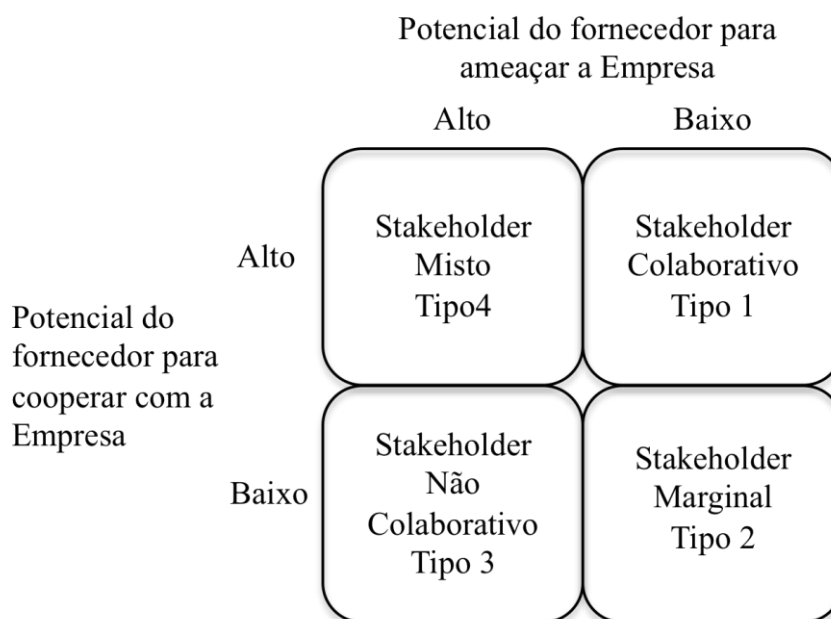 Potencial do fornecedor para
ameaçar a Empresa
Alto
Baixo
Alto
Stakeholder
Misto
Tipo4
Stakeholder
Colaborativo
Tipo 1
Potencial do
fornecedor para
cooperar com a
Empresa
Baixo
Stakeholder
Não
Colaborativo
Tipo 3
Stakeholder
Marginal
Tipo 2